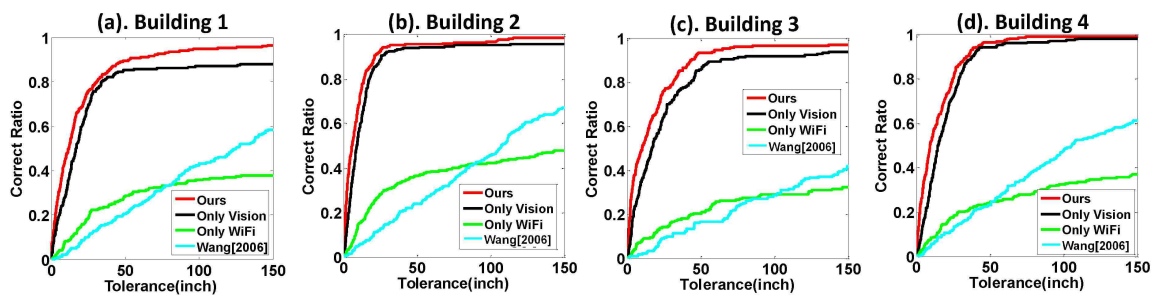 (a). Building 1
Correct Ratio
1
0.8
0.6
0.4
0.2
0
0
50
100
150
Tolerance(inch)
Ours
Only Vision
Only WiFi
Wang[2006]
(b). Building 2
Correct Ratio
1
0.8
0.6
0.4
0.2
0
0
50
100
150
Tolerance(inch)
Ours
Only Vision
Only WiFi
Wang[2006]
(c). Building 3
Correct Ratio
1
0.8
0.6
0.4
0.2
0
0
50
100
150
Tolerance(inch)
Ours
Only Vision
Only WiFi
Wang[2006]
(d). Building 4
Correct Ratio
1
0.8
0.6
0.4
0.2
0
0
50
100
150
Tolerance(inch)
Ours
Only Vision
Only WiFi
Wang[2006]